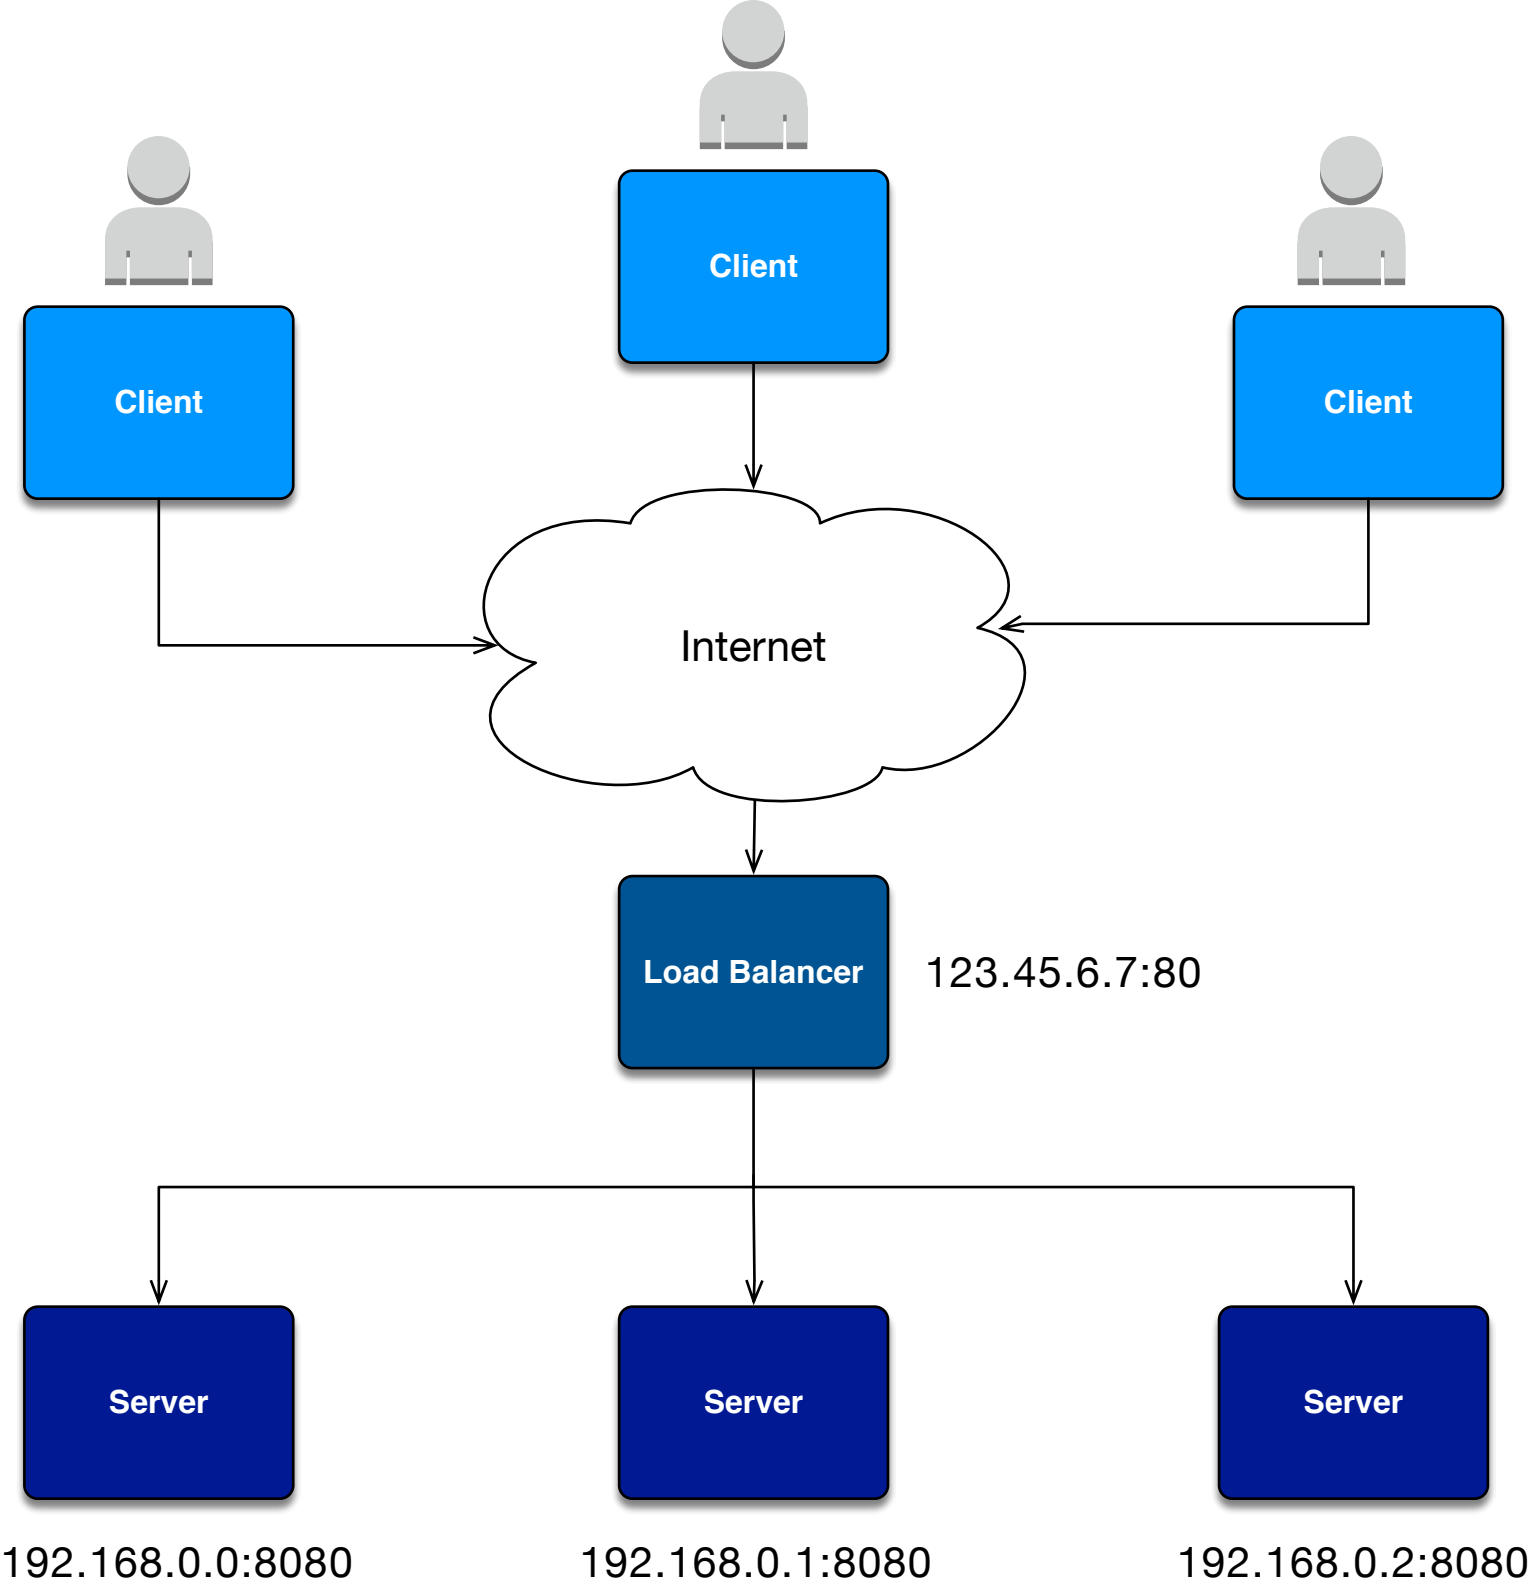 Client
Client
Client
Internet
Load Balancer
123.45.6.7:80
Server
Server
Server
192.168.0.0:8080
192.168.0.1:8080
192.168.0.2:8080